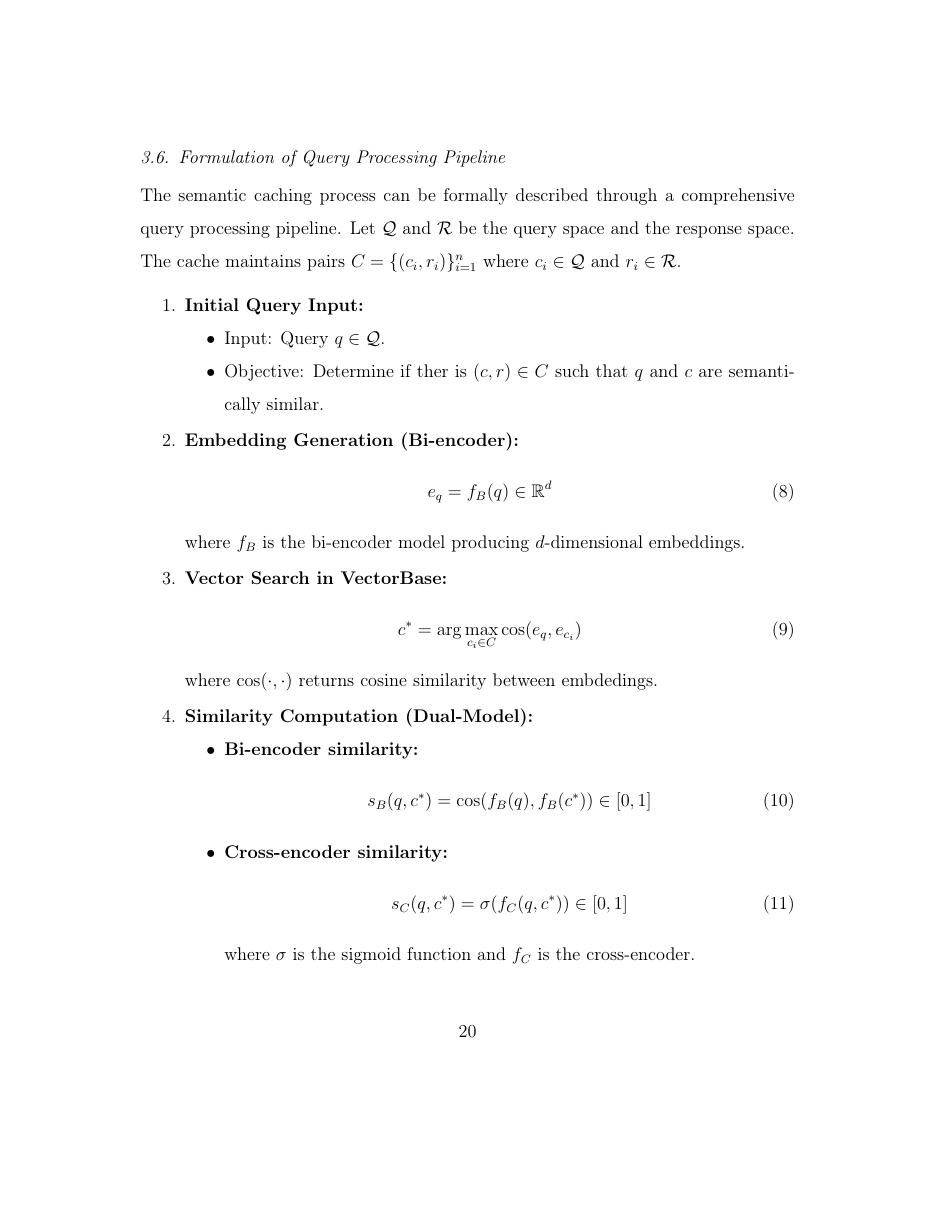 3.6. Formulation of Query Processing Pipeline
The semantic caching process can be formally described through a comprehensive
query processing pipeline. Let 𝒬 and ℛ be the query space and the response space.
The cache maintains pairs C = {(c_i, r_i)}_{i=1}^n where c_i ∈ 𝒬 and r_i ∈ ℛ.
1. Initial Query Input:
• Input: Query q ∈ 𝒬.
• Objective: Determine if ther is (c, r) ∈ C such that q and c are semanti-
cally similar.
2. Embedding Generation (Bi-encoder):
e_q = f_B(q) ∈ ℝ^d (8)
where f_B is the bi-encoder model producing d-dimensional embeddings.
3. Vector Search in VectorBase:
c* = arg max_{c_i∈C} cos(e_q, e_{c_i}) (9)
where cos(·, ·) returns cosine similarity between embdedings.
4. Similarity Computation (Dual-Model):
• Bi-encoder similarity:
s_B(q, c*) = cos(f_B(q), f_B(c*)) ∈ [0, 1] (10)
• Cross-encoder similarity:
s_C(q, c*) = σ(f_C(q, c*)) ∈ [0, 1] (11)
where σ is the sigmoid function and f_C is the cross-encoder.
20